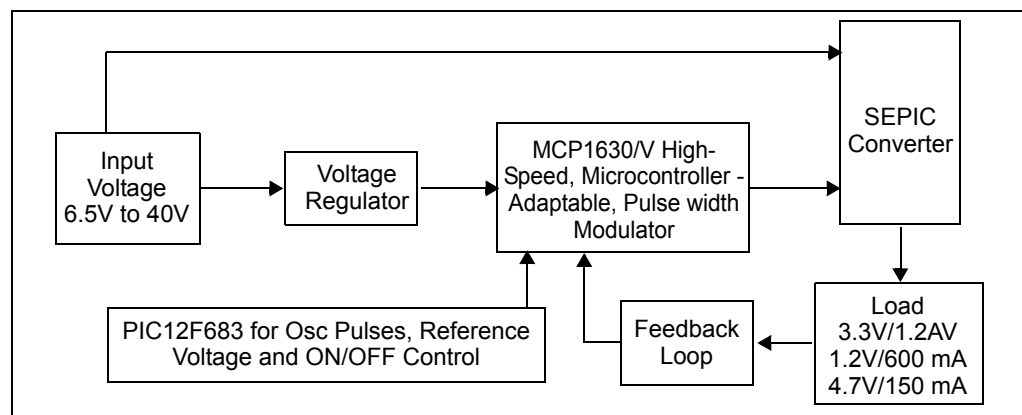 SEPIC
Converter
Input
Voltage
6.5V to 40V
Voltage
Regulator
MCP1630/V High-
Speed, Microcontroller -
Adaptable, Pulse width
Modulator
PIC12F683 for Osc Pulses, Reference
Voltage and ON/OFF Control
Feedback
Loop
Load
3.3V/1.2AV
1.2V/600 mA
4.7V/150 mA